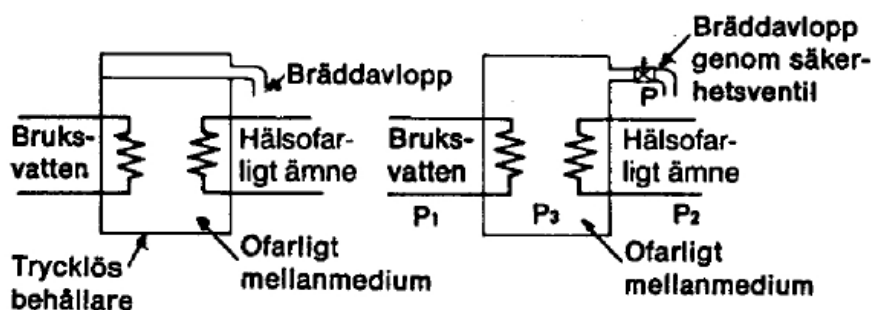 Bräddavlopp
Bruks-
vatten
Hälsofar-
ligt ämne
Trycklös
behållare
Ofarligt
mellanmedium
Bräddavlopp
genom säker-
hetsventil
P
Bruks-
vatten
Hälsofar-
ligt ämne
P1
P3
P2
Ofarligt
mellanmedium